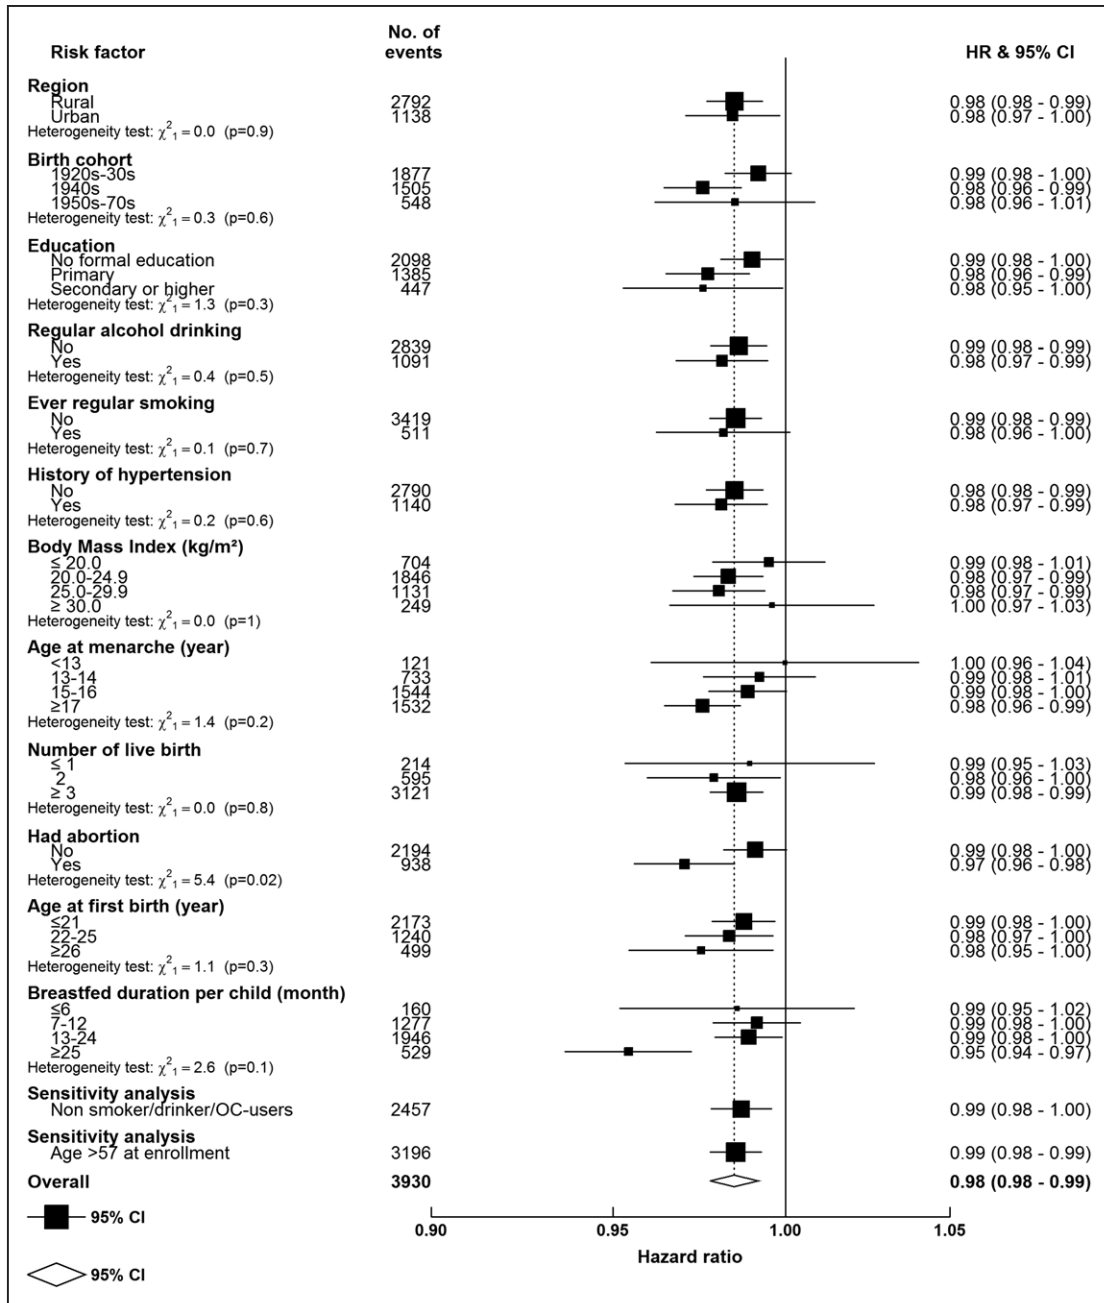 Risk factor No. of events HR & 95% CI
Region
Rural 2792 0.98 (0.98 - 0.99)
Urban 1138 0.98 (0.97 - 1.00)
Heterogeneity test: χ²₁ = 0.0 (p=0.9)
Birth cohort
1920s-30s 1877 0.99 (0.98 - 1.00)
1940s 1505 0.98 (0.96 - 0.99)
1950s-70s 548 0.98 (0.96 - 1.01)
Heterogeneity test: χ²₁ = 0.3 (p=0.6)
Education
No formal education 2098 0.99 (0.98 - 1.00)
Primary 1385 0.98 (0.96 - 0.99)
Secondary or higher 447 0.98 (0.95 - 1.00)
Heterogeneity test: χ²₁ = 1.3 (p=0.3)
Regular alcohol drinking
No 2839 0.99 (0.98 - 0.99)
Yes 1091 0.98 (0.97 - 0.99)
Heterogeneity test: χ²₁ = 0.4 (p=0.5)
Ever regular smoking
No 3419 0.99 (0.98 - 0.99)
Yes 511 0.98 (0.96 - 1.00)
Heterogeneity test: χ²₁ = 0.1 (p=0.7)
History of hypertension
No 2790 0.98 (0.98 - 0.99)
Yes 1140 0.98 (0.97 - 0.99)
Heterogeneity test: χ²₁ = 0.2 (p=0.6)
Body Mass Index (kg/m²)
≤ 20.0 704 0.99 (0.98 - 1.01)
20.0-24.9 1846 0.98 (0.97 - 0.99)
25.0-29.9 1131 0.98 (0.97 - 0.99)
≥ 30.0 249 1.00 (0.97 - 1.03)
Heterogeneity test: χ²₁ = 0.0 (p=1)
Age at menarche (year)
<13 121 1.00 (0.96 - 1.04)
13-14 733 0.99 (0.98 - 1.01)
15-16 1544 0.99 (0.98 - 1.00)
≥17 1532 0.98 (0.96 - 0.99)
Heterogeneity test: χ²₁ = 1.4 (p=0.2)
Number of live birth
≤ 1 214 0.99 (0.95 - 1.03)
2 595 0.98 (0.96 - 1.00)
≥ 3 3121 0.99 (0.98 - 0.99)
Heterogeneity test: χ²₁ = 0.0 (p=0.8)
Had abortion
No 2194 0.99 (0.98 - 1.00)
Yes 938 0.97 (0.96 - 0.98)
Heterogeneity test: χ²₁ = 5.4 (p=0.02)
Age at first birth (year)
≤21 2173 0.99 (0.98 - 1.00)
22-25 1240 0.98 (0.97 - 1.00)
≥26 499 0.98 (0.95 - 1.00)
Heterogeneity test: χ²₁ = 1.1 (p=0.3)
Breastfed duration per child (month)
≤6 160 0.99 (0.95 - 1.02)
7-12 1277 0.99 (0.98 - 1.00)
13-24 1946 0.99 (0.98 - 1.00)
≥25 529 0.95 (0.94 - 0.97)
Heterogeneity test: χ²₁ = 2.6 (p=0.1)
Sensitivity analysis
Non smoker/drinker/OC-users 2457 0.99 (0.98 - 1.00)
Sensitivity analysis
Age >57 at enrollment 3196 0.99 (0.98 - 0.99)
Overall 3930 0.98 (0.98 - 0.99)
95% CI
0.90 0.95 1.00 1.05
Hazard ratio
95% CI